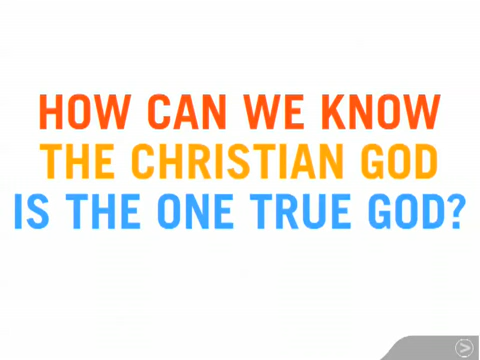 HOW CAN WE KNOW
THE CHRISTIAN GOD
IS THE ONE TRUE GOD?